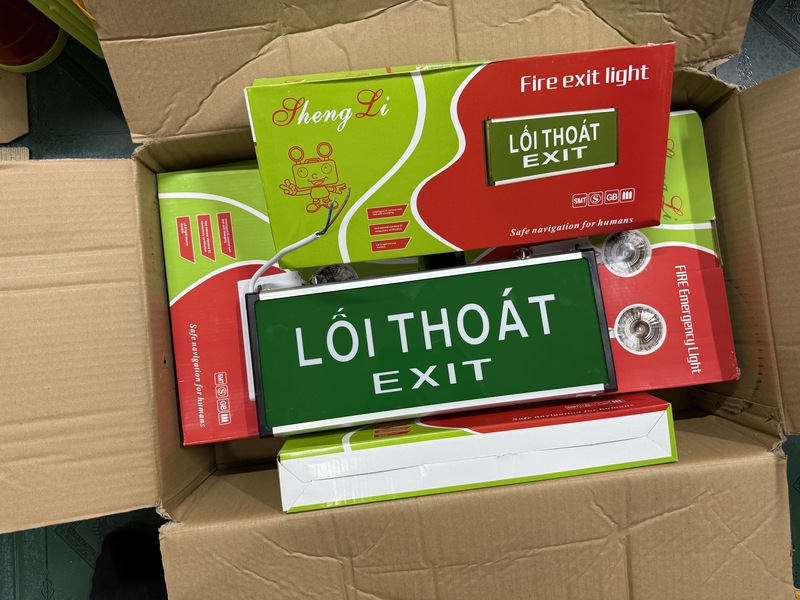 Sheng Li
Fire exit light
LỐI THOÁT
EXIT
SMT S GB
Safe navigation for humans
Safe navigation for humans
SMT S GB
FIRE Emergency Light
LỐI THOÁT
EXIT
Safe navigation for humans